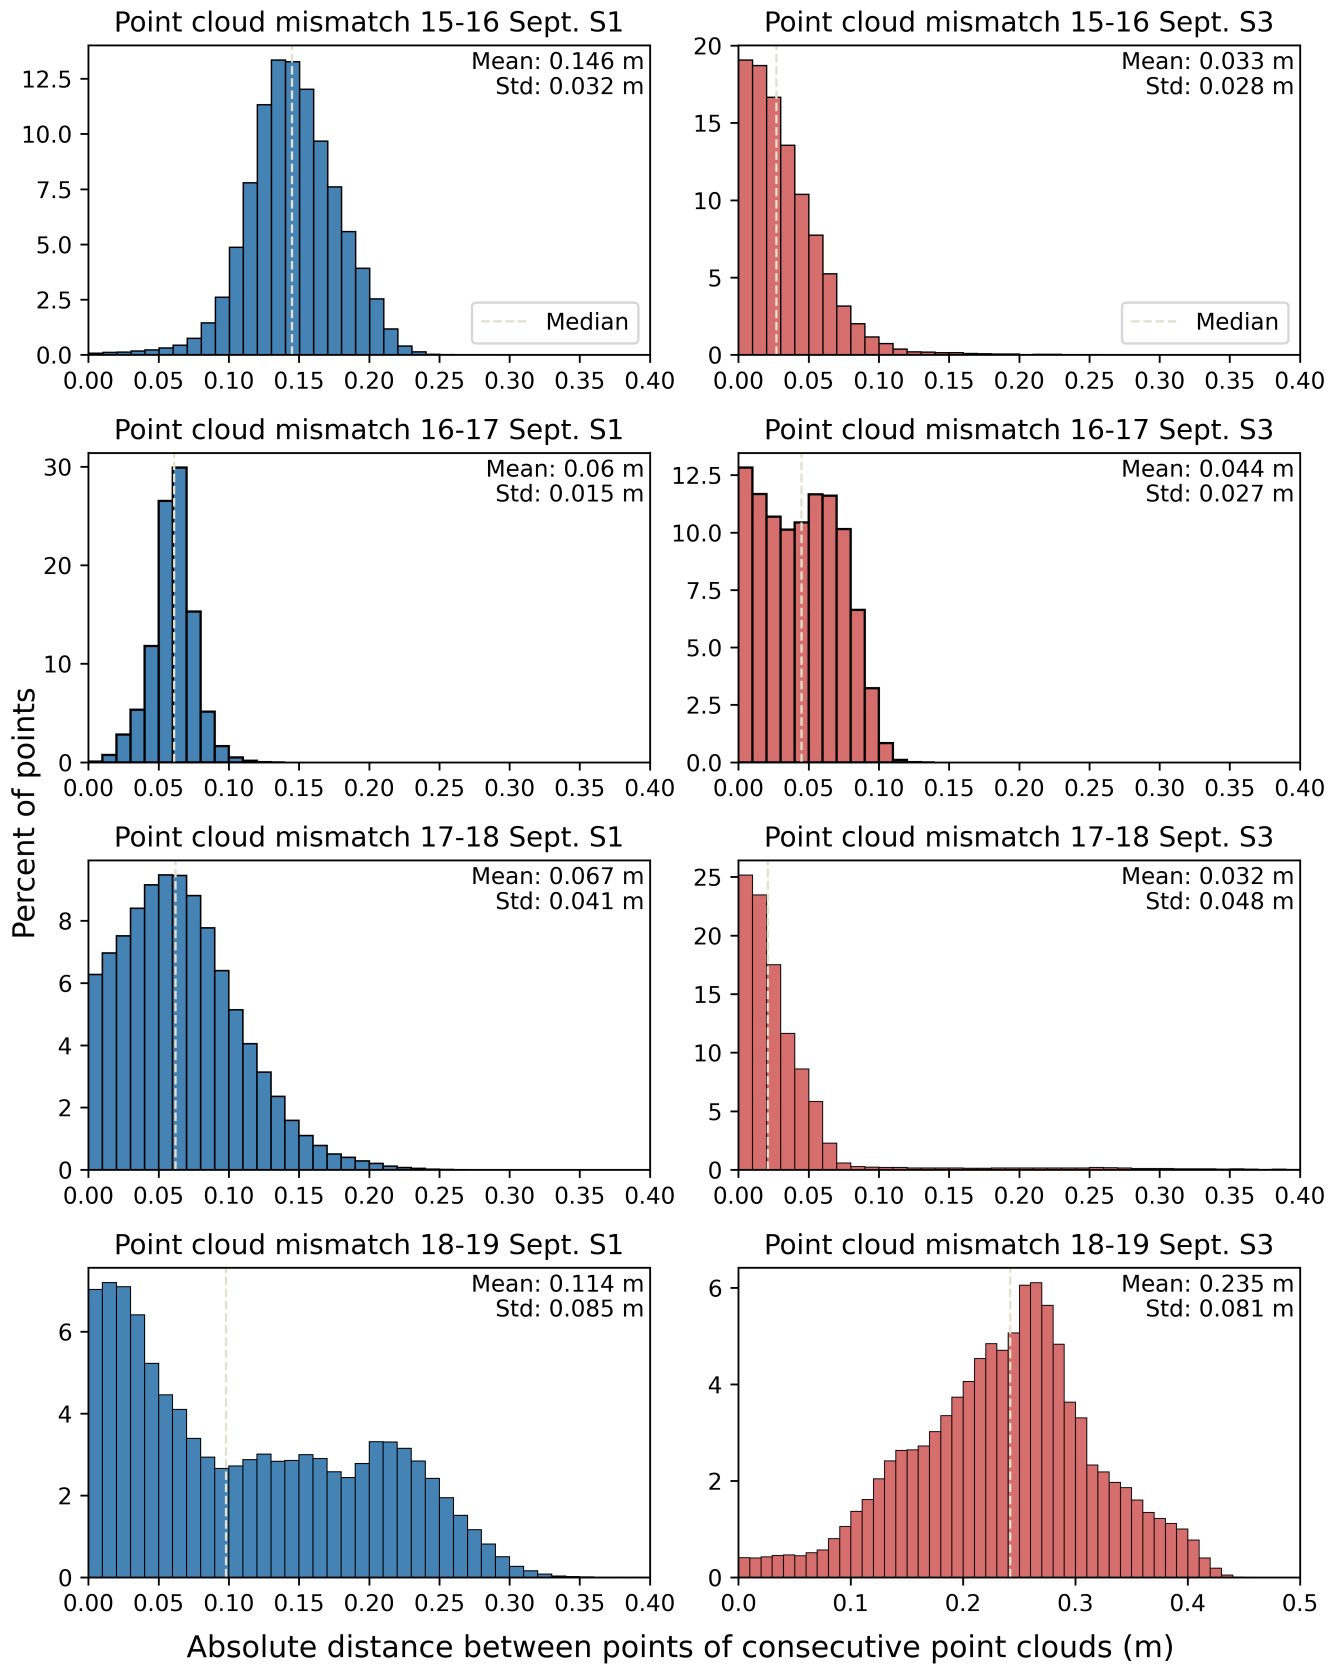 Point cloud mismatch 15-16 Sept. S1
Mean: 0.146 m
Std: 0.032 m
12.5
10.0
7.5
5.0
2.5
0.0
Median
0.00 0.05 0.10 0.15 0.20 0.25 0.30 0.35 0.40
Point cloud mismatch 15-16 Sept. S3
Mean: 0.033 m
Std: 0.028 m
20
15
10
5
0
Median
0.00 0.05 0.10 0.15 0.20 0.25 0.30 0.35 0.40
Point cloud mismatch 16-17 Sept. S1
Mean: 0.06 m
Std: 0.015 m
30
20
10
0
0.00 0.05 0.10 0.15 0.20 0.25 0.30 0.35 0.40
Point cloud mismatch 16-17 Sept. S3
Mean: 0.044 m
Std: 0.027 m
12.5
10.0
7.5
5.0
2.5
0.0
0.00 0.05 0.10 0.15 0.20 0.25 0.30 0.35 0.40
Percent of points
Point cloud mismatch 17-18 Sept. S1
Mean: 0.067 m
Std: 0.041 m
8
6
4
2
0
0.00 0.05 0.10 0.15 0.20 0.25 0.30 0.35 0.40
Point cloud mismatch 17-18 Sept. S3
Mean: 0.032 m
Std: 0.048 m
25
20
15
10
5
0
0.00 0.05 0.10 0.15 0.20 0.25 0.30 0.35 0.40
Point cloud mismatch 18-19 Sept. S1
Mean: 0.114 m
Std: 0.085 m
6
4
2
0
0.00 0.05 0.10 0.15 0.20 0.25 0.30 0.35 0.40
Point cloud mismatch 18-19 Sept. S3
Mean: 0.235 m
Std: 0.081 m
6
4
2
0
0.0 0.1 0.2 0.3 0.4 0.5
Absolute distance between points of consecutive point clouds (m)